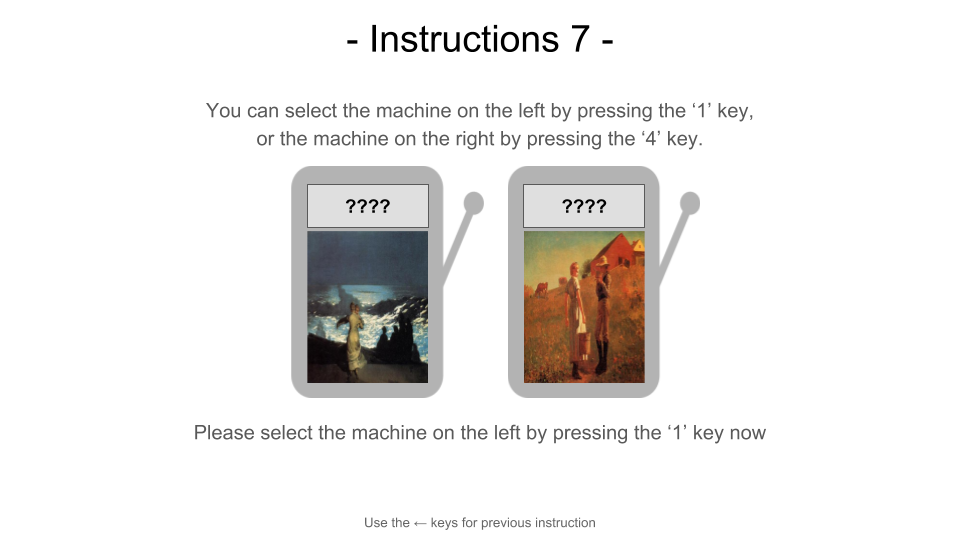 - Instructions 7 -
You can select the machine on the left by pressing the ‘1’ key,
or the machine on the right by pressing the ‘4’ key.
???? ????
Please select the machine on the left by pressing the ‘1’ key now
Use the ← keys for previous instruction